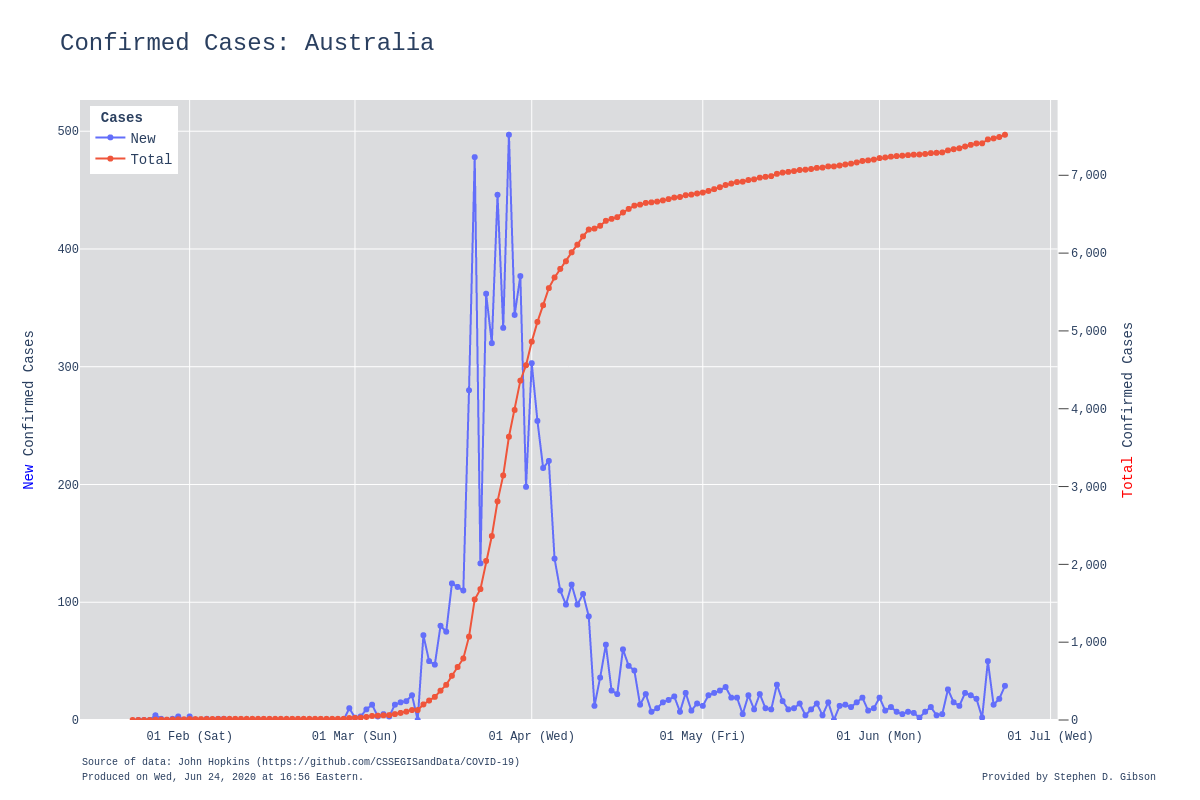 Confirmed Cases: Australia
Cases
New
Total
500
400
300
200
100
0
7,000
6,000
5,000
4,000
3,000
2,000
1,000
0
New Confirmed Cases
Total Confirmed Cases
01 Feb (Sat)
01 Mar (Sun)
01 Apr (Wed)
01 May (Fri)
01 Jun (Mon)
01 Jul (Wed)
Source of data: John Hopkins (https://github.com/CSSEGISandData/COVID-19)
Produced on Wed, Jun 24, 2020 at 16:56 Eastern.
Provided by Stephen D. Gibson